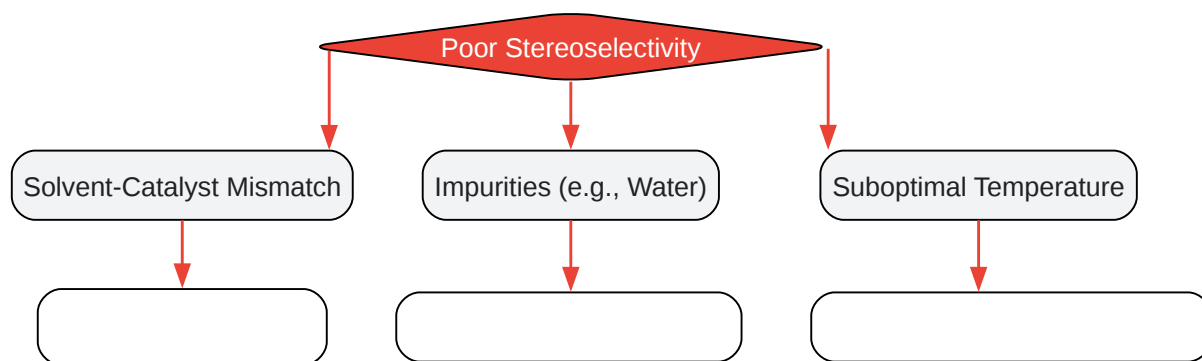 Poor Stereoselectivity
Solvent-Catalyst Mismatch
Impurities (e.g., Water)
Suboptimal Temperature